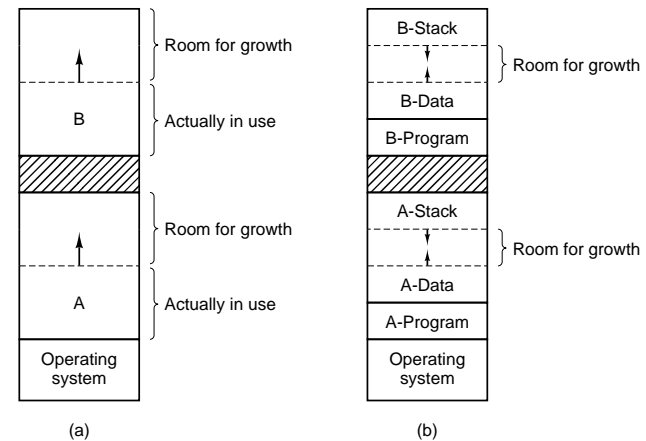 Room for growth
B
Actually in use
Room for growth
A
Actually in use
Operating
system
(a)
B-Stack
Room for growth
B-Data
B-Program
A-Stack
Room for growth
A-Data
A-Program
Operating
system
(b)